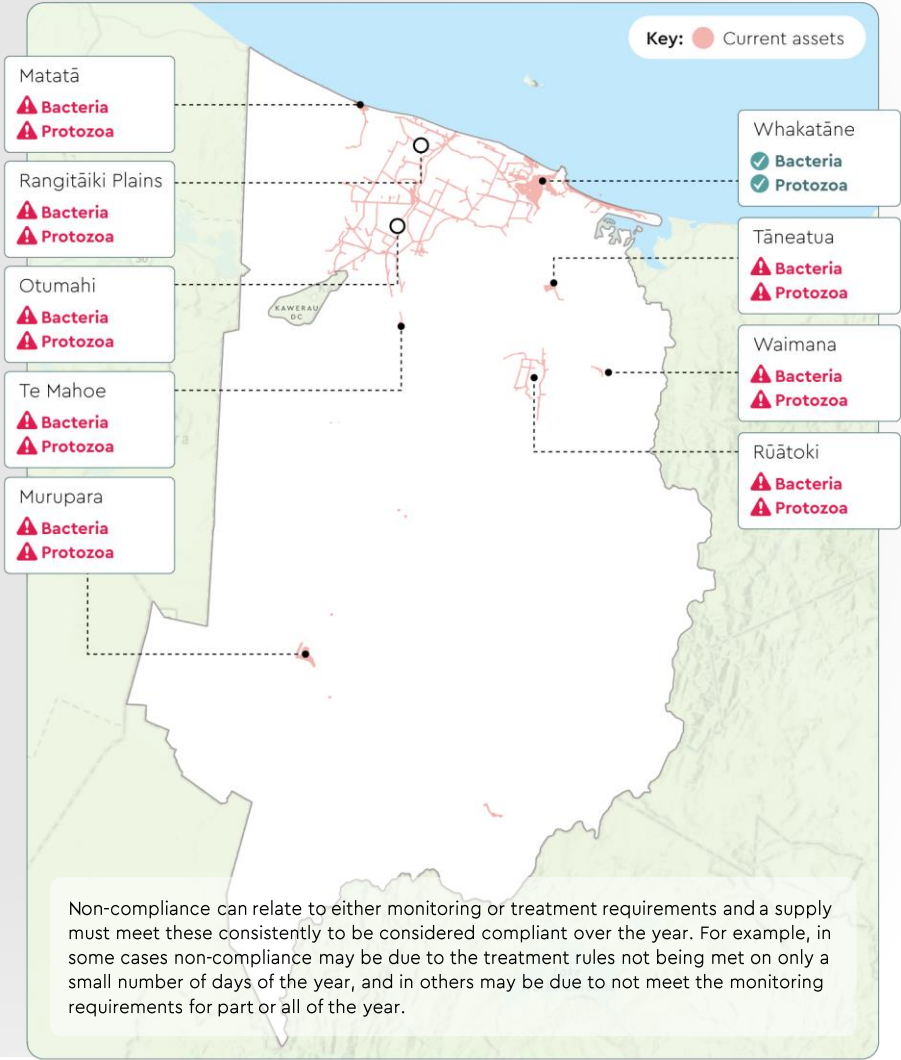 Key: Current assets
Matatā
Bacteria
Protozoa
Rangitāiki Plains
Bacteria
Protozoa
Otumahi
Bacteria
Protozoa
Te Mahoe
Bacteria
Protozoa
Murupara
Bacteria
Protozoa
Whakatāne
Bacteria
Protozoa
Tāneatua
Bacteria
Protozoa
Waimana
Bacteria
Protozoa
Rūātoki
Bacteria
Protozoa
KAWERAU
DC
Non-compliance can relate to either monitoring or treatment requirements and a supply
must meet these consistently to be considered compliant over the year. For example, in
some cases non-compliance may be due to the treatment rules not being met on only a
small number of days of the year, and in others may be due to not meet the monitoring
requirements for part or all of the year.